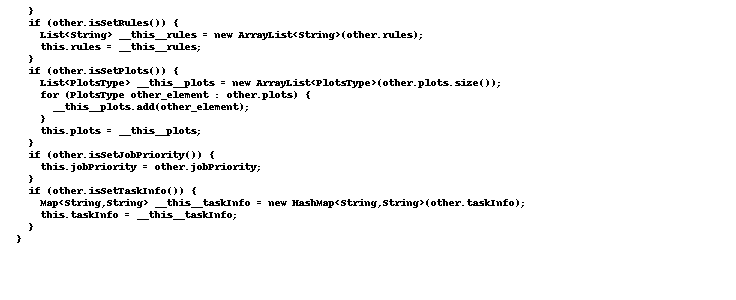 }
if (other.isSetRules()) {
List<String> __this__rules = new ArrayList<String>(other.rules);
this.rules = __this__rules;
}
if (other.isSetPlots()) {
List<PlotsType> __this__plots = new ArrayList<PlotsType>(other.plots.size());
for (PlotsType other_element : other.plots) {
__this__plots.add(other_element);
}
this.plots = __this__plots;
}
if (other.isSetJobPriority()) {
this.jobPriority = other.jobPriority;
}
if (other.isSetTaskInfo()) {
Map<String,String> __this__taskInfo = new HashMap<String,String>(other.taskInfo);
this.taskInfo = __this__taskInfo;
}
}